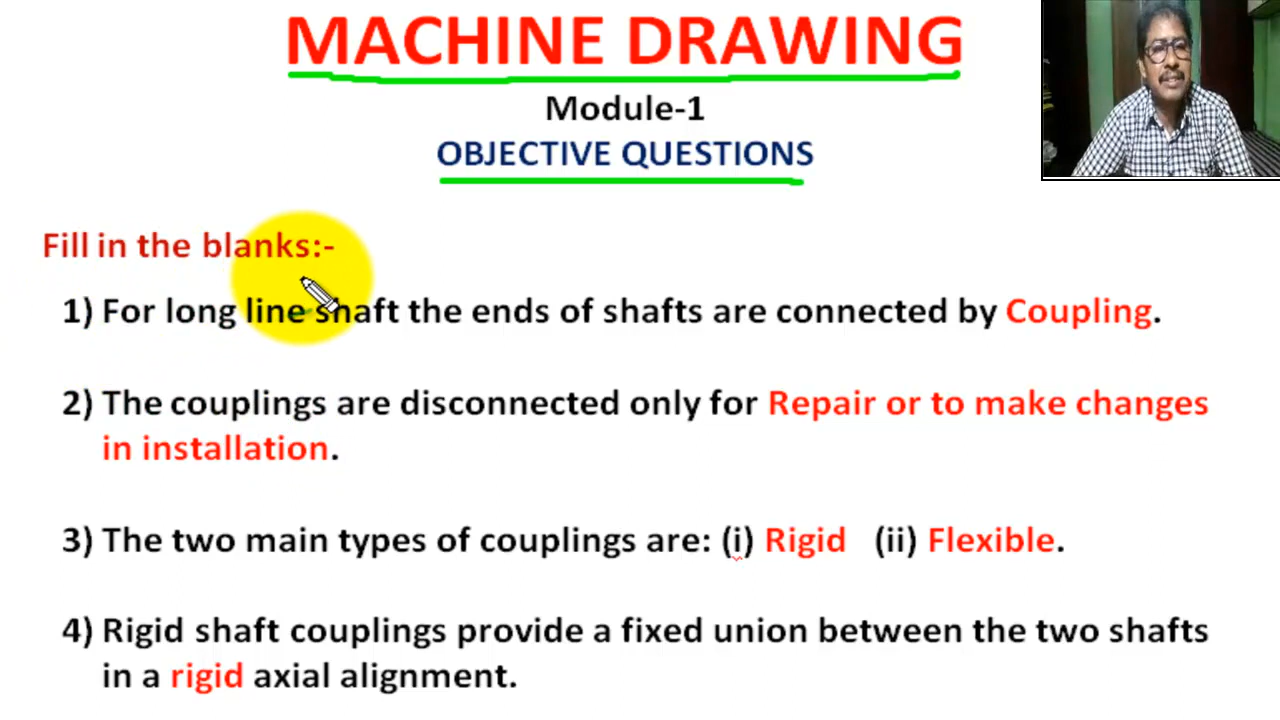 MACHINE DRAWING
Module-1
OBJECTIVE QUESTIONS
Fill in the blanks:-
1) For long line shaft the ends of shafts are connected by Coupling.
2) The couplings are disconnected only for Repair or to make changes
in installation.
3) The two main types of couplings are: (i) Rigid (ii) Flexible.
4) Rigid shaft couplings provide a fixed union between the two shafts
in a rigid axial alignment.